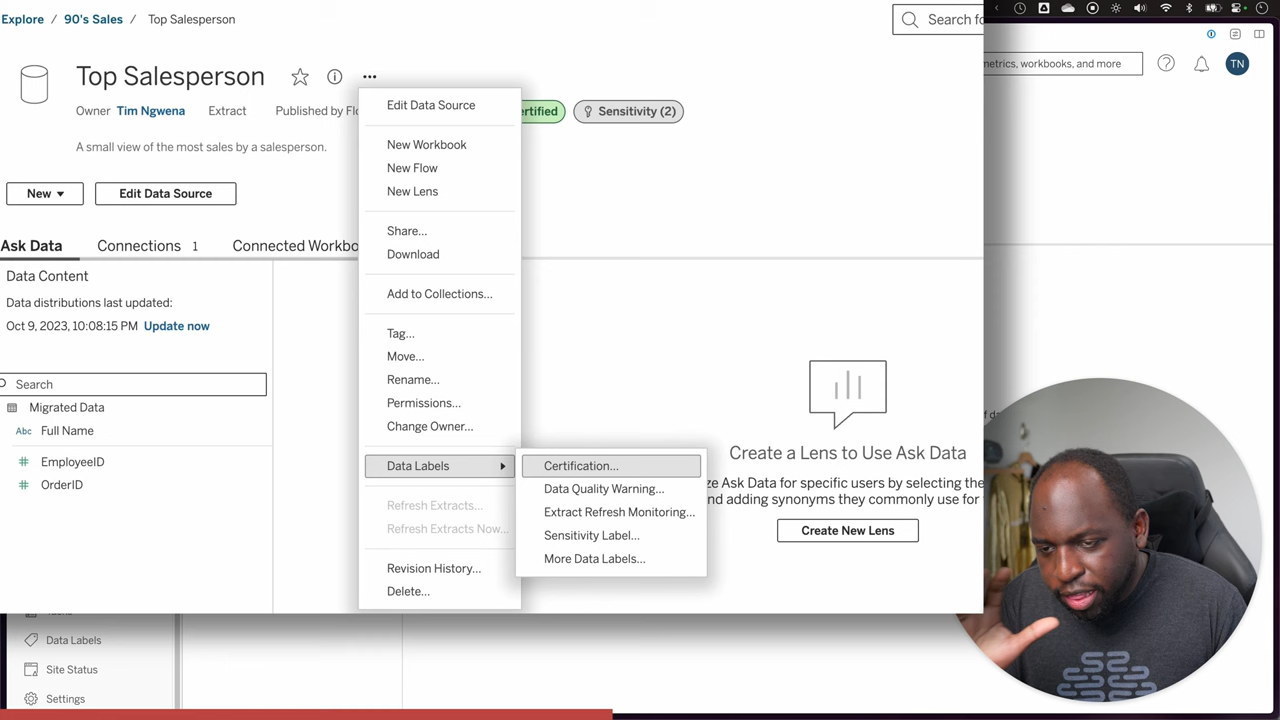 Explore / 90's Sales / Top Salesperson
Search fo
Top Salesperson
metrics, workbooks, and more
TN
Owner Tim Ngwena Extract Published by Flo
ertified
Sensitivity (2)
A small view of the most sales by a salesperson.
New
Edit Data Source
Ask Data
Connections 1
Connected Workbo
Data Content
Data distributions last updated:
Oct 9, 2023, 10:08:15 PM Update now
Search
Migrated Data
Abc Full Name
# EmployeeID
# OrderID
Edit Data Source
New Workbook
New Flow
New Lens
Share...
Download
Add to Collections...
Tag...
Move...
Rename...
Permissions...
Change Owner...
Data Labels
Refresh Extracts...
Refresh Extracts Now...
Revision History...
Delete...
Certification...
Data Quality Warning...
Extract Refresh Monitoring...
Sensitivity Label...
More Data Labels...
Create a Lens to Use Ask Data
ze Ask Data for specific users by selecting the
and adding synonyms they commonly use for
Create New Lens
Data Labels
Site Status
Settings